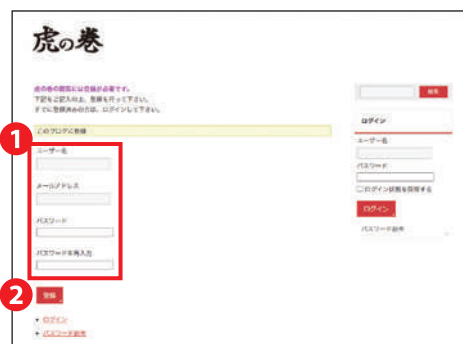 虎の巻
虎の巻の閲覧には登録が必要です。
下記をご記入の上、登録を行って下さい。
すでに登録済みの方は、ログインして下さい。
このブログに登録
1
ユーザー名
メールアドレス
パスワード
パスワードを再入力
2
登録
ログイン
パスワード紛失
検索
ログイン
ユーザー名
パスワード
ログイン状態を保持する
ログイン
パスワード紛失